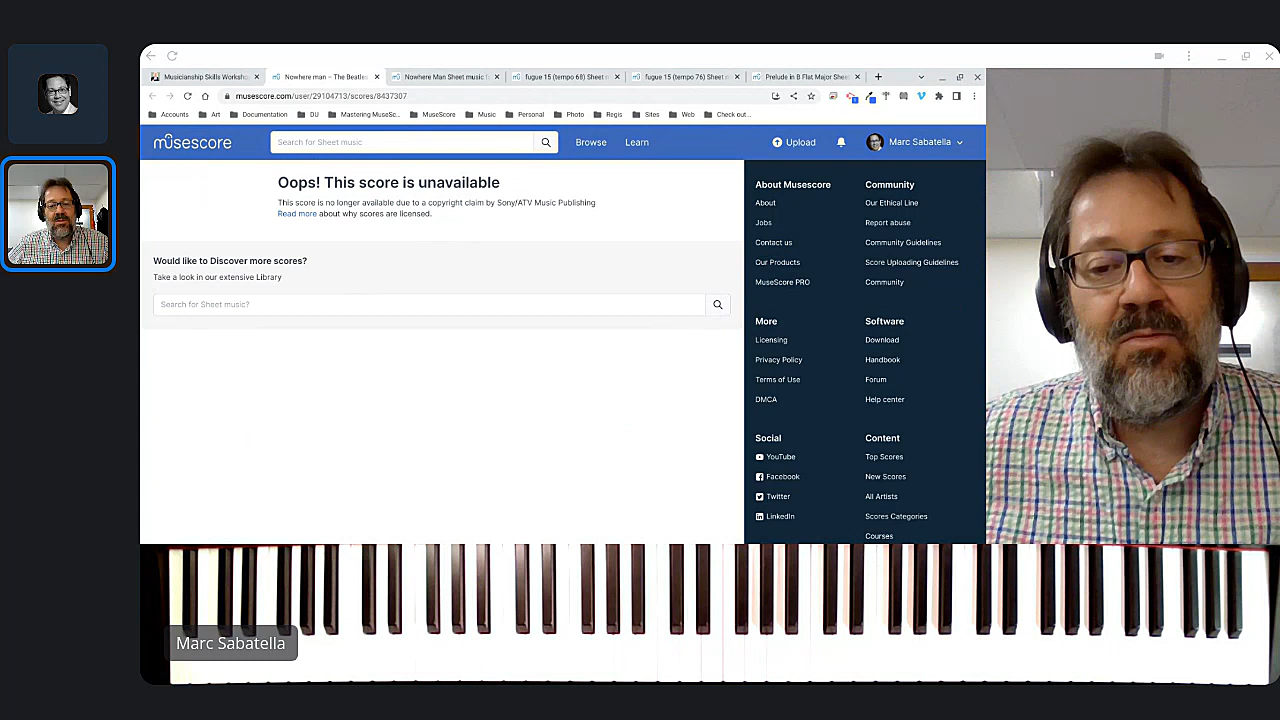 Musicianship Skills Worksho
Nowhere man – The Beatles
Nowhere Man Sheet music f
fugue 15 (tempo 68) Sheet m
fugue 15 (tempo 76) Sheet m
Prelude in B Flat Major Shee
musescore.com/user/29104713/scores/8437307
Accounts
Art
Documentation
DU
Mastering MuseSc...
MuseScore
Music
Personal
Photo
Regis
Sites
Web
Check out...
musescore
Search for Sheet music
Browse
Learn
Upload
Marc Sabatella
Oops! This score is unavailable
This score is no longer available due to a copyright claim by Sony/ATV Music Publishing
Read more about why scores are licensed.
Would like to Discover more scores?
Take a look in our extensive Library
Search for Sheet music?
About Musescore
About
Jobs
Contact us
Our Products
MuseScore PRO
Community
Our Ethical Line
Report abuse
Community Guidelines
Score Uploading Guidelines
Community
More
Licensing
Privacy Policy
Terms of Use
DMCA
Software
Download
Handbook
Forum
Help center
Social
YouTube
Facebook
Twitter
LinkedIn
Content
Top Scores
New Scores
All Artists
Scores Categories
Courses
Marc Sabatella